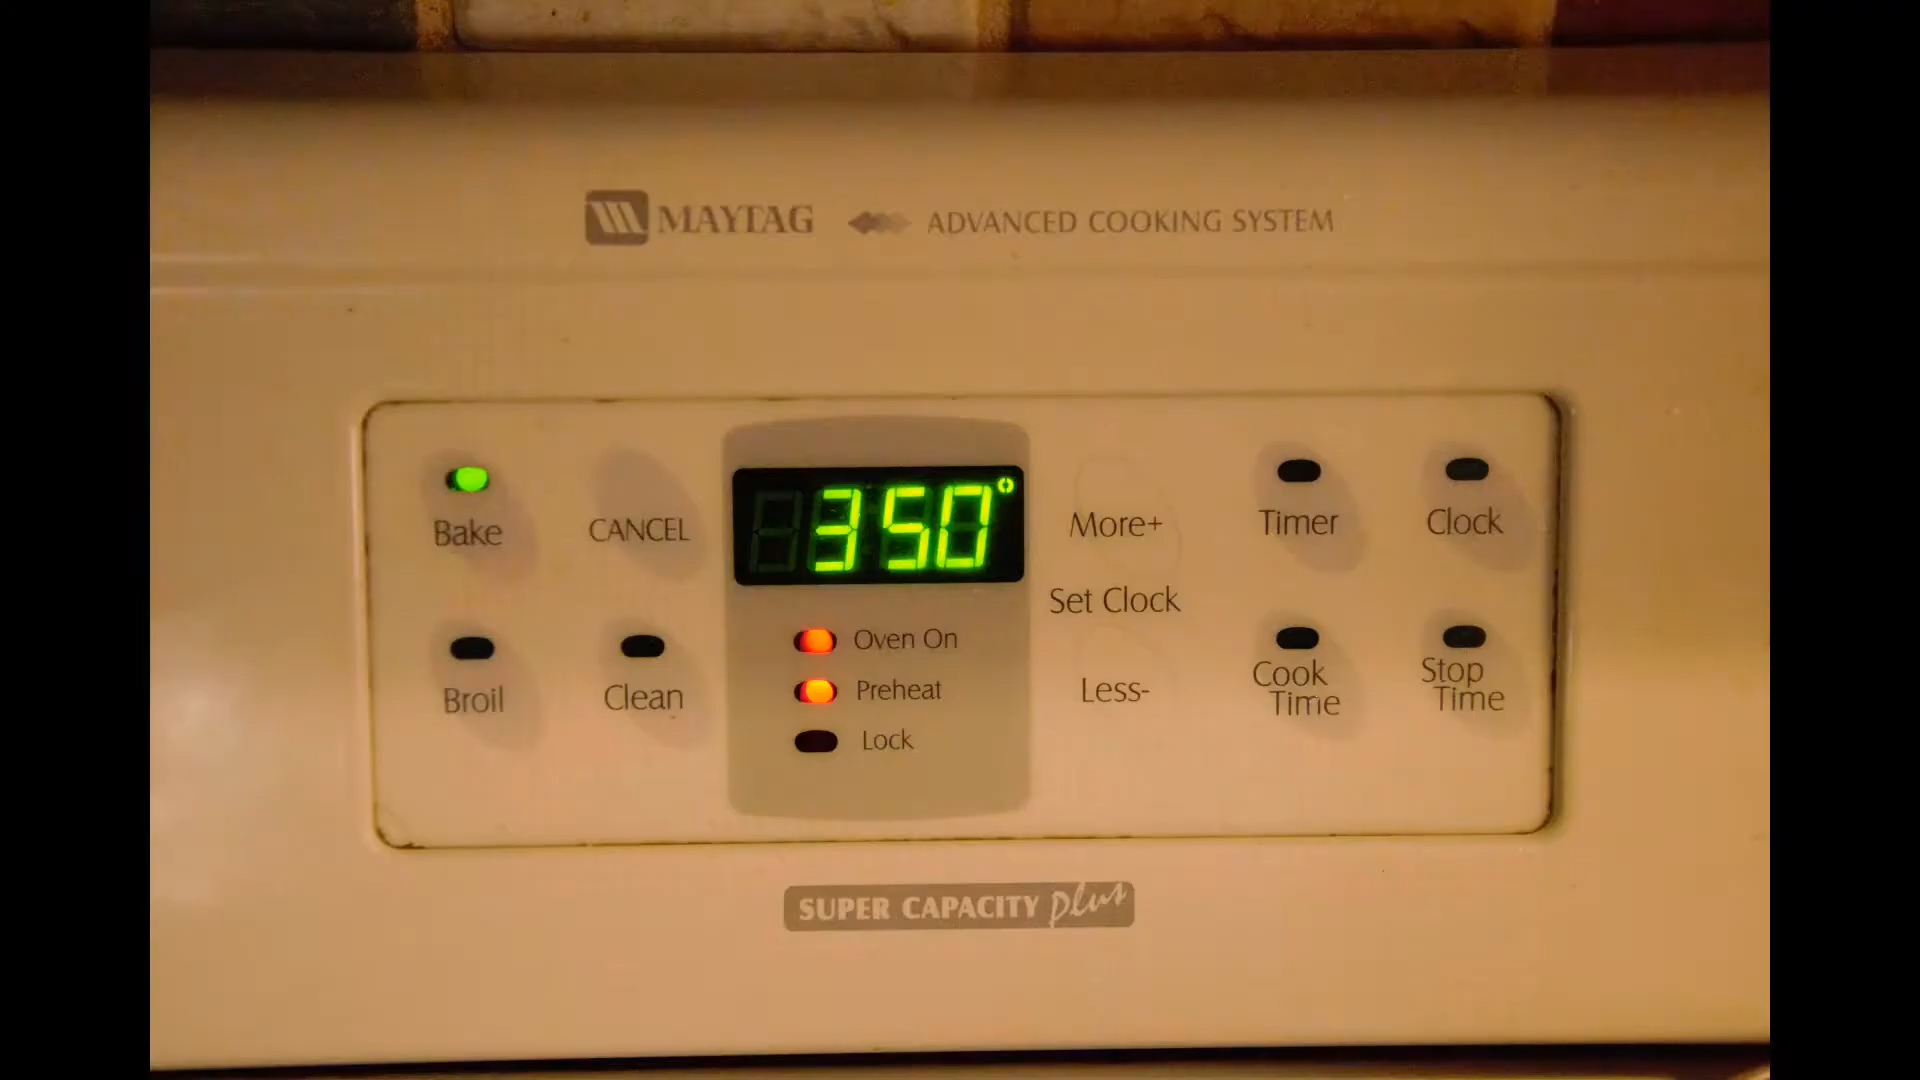 MAYTAG ADVANCED COOKING SYSTEM
Bake
CANCEL
350°
More+
Timer
Clock
Set Clock
Oven On
Preheat
Lock
Broil
Clean
Less-
Cook
Time
Stop
Time
SUPER CAPACITY plus